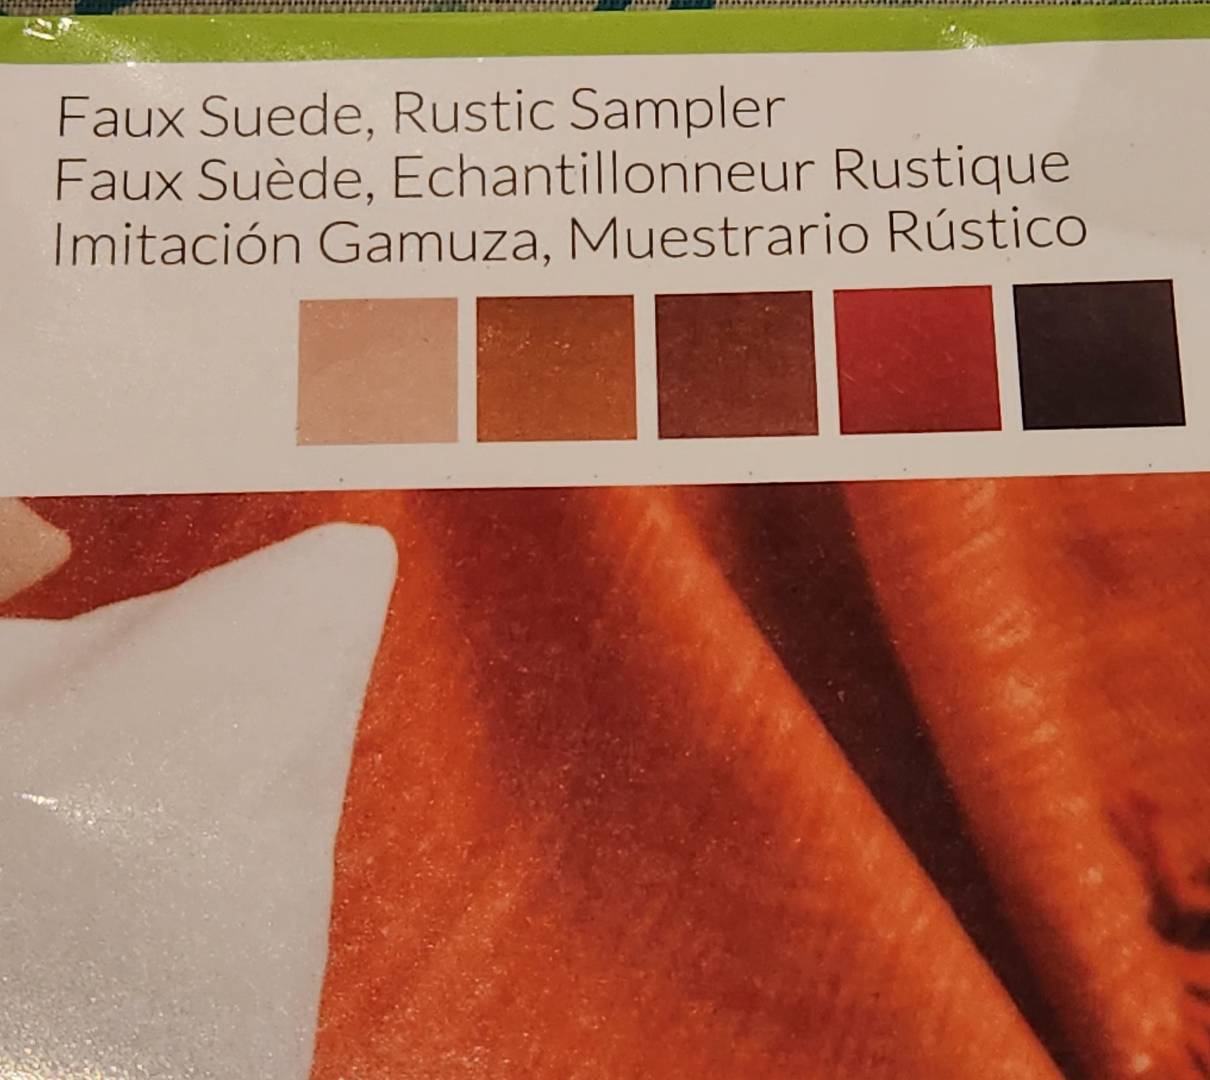 Faux Suede, Rustic Sampler
Faux Suède, Echantillonneur Rustique
Imitación Gamuza, Muestrario Rústico